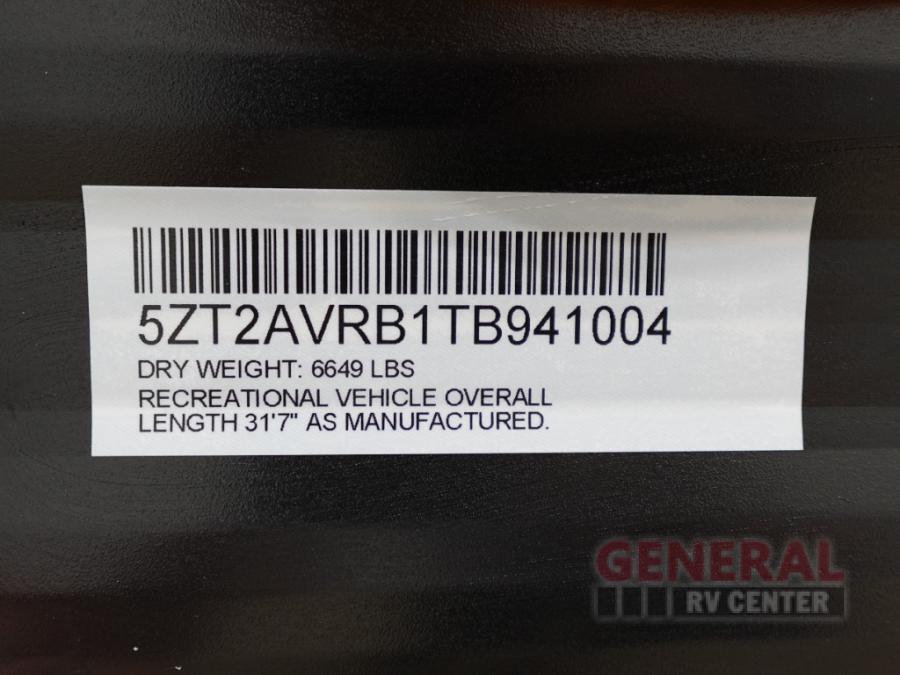 5ZT2AVRB1TB941004
DRY WEIGHT: 6649 LBS
RECREATIONAL VEHICLE OVERALL
LENGTH 31'7" AS MANUFACTURED.
GENERAL
RV CENTER